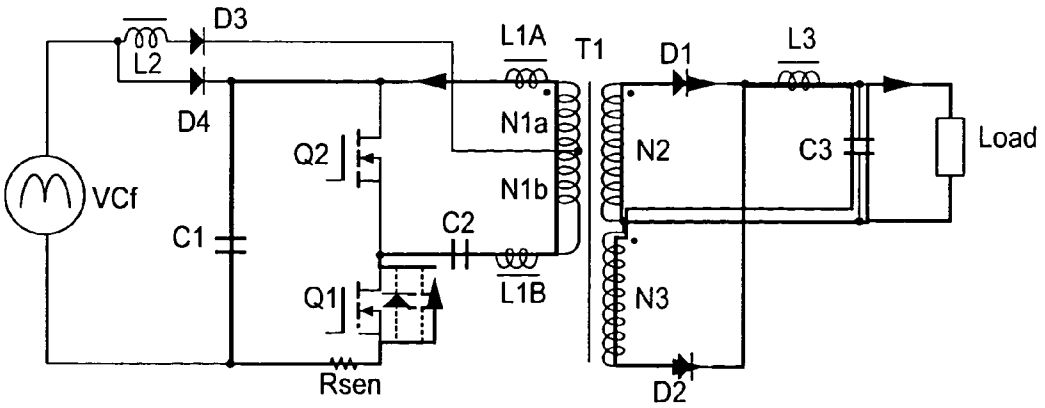 D3
L1A
T1
D1
L3
L2
D4
N1a
Q2
N2
C3
Load
VCf
N1b
C1
C2
Q1
L1B
N3
Rsen
D2